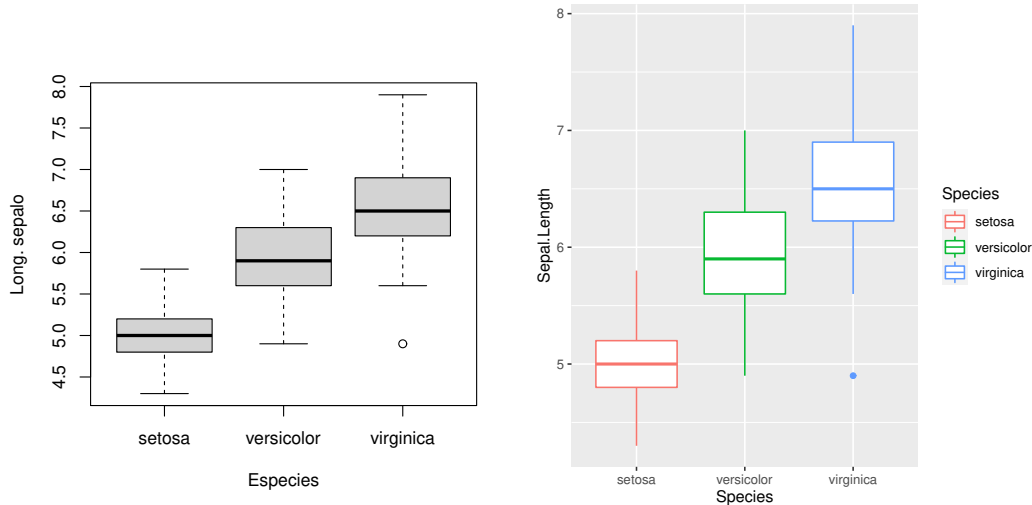 Long. sepalo
8.0
7.5
7.0
6.5
6.0
5.5
5.0
4.5
setosa versicolor virginica
Especies
Sepal.Length
8
7
6
5
setosa versicolor virginica
Species
Species
setosa
versicolor
virginica